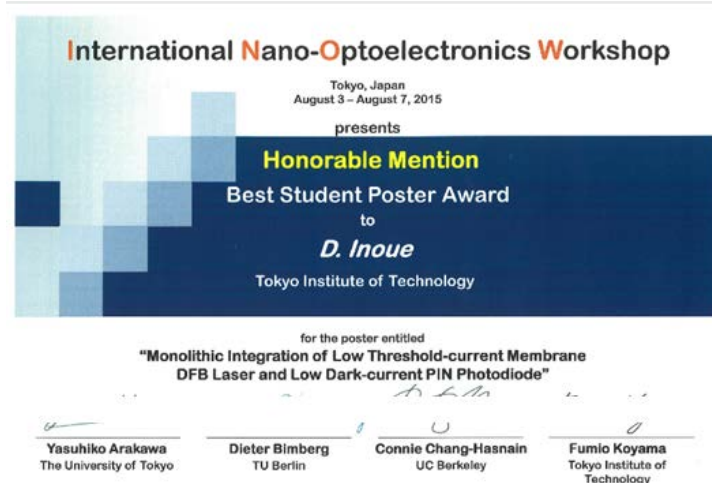 International Nano-Optoelectronics Workshop
Tokyo, Japan
August 3 – August 7, 2015
presents
Honorable Mention
Best Student Poster Award
to
D. Inoue
Tokyo Institute of Technology
for the poster entitled
“Monolithic Integration of Low Threshold-current Membrane
DFB Laser and Low Dark-current PIN Photodiode”
Yasuhiko Arakawa
The University of Tokyo
Dieter Bimberg
TU Berlin
Connie Chang-Hasnain
UC Berkeley
Fumio Koyama
Tokyo Institute of
Technology